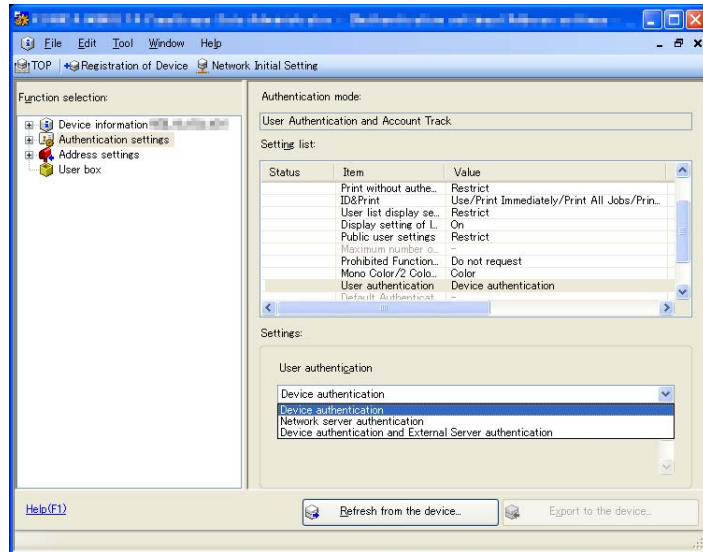 File Edit Tool Window Help
TOP Registration of Device Network Initial Setting
Function selection:
Device information
Authentication settings
Address settings
User box
Authentication mode:
User Authentication and Account Track
Setting list:
Status Item Value
Print without authe... Restrict
ID&Print Use/Print Immediately/Print All Jobs/Prin...
User list display se... Restrict
Display setting of I... On
Public user settings Restrict
Maximum number o... -
Prohibited Function... Do not request
Mono Color/2 Colo... Color
User authentication Device authentication
Default Authenticat... -
Settings:
User authentication
Device authentication
Device authentication
Network server authentication
Device authentication and External Server authentication
Help(F1)
Refresh from the device...
Export to the device...